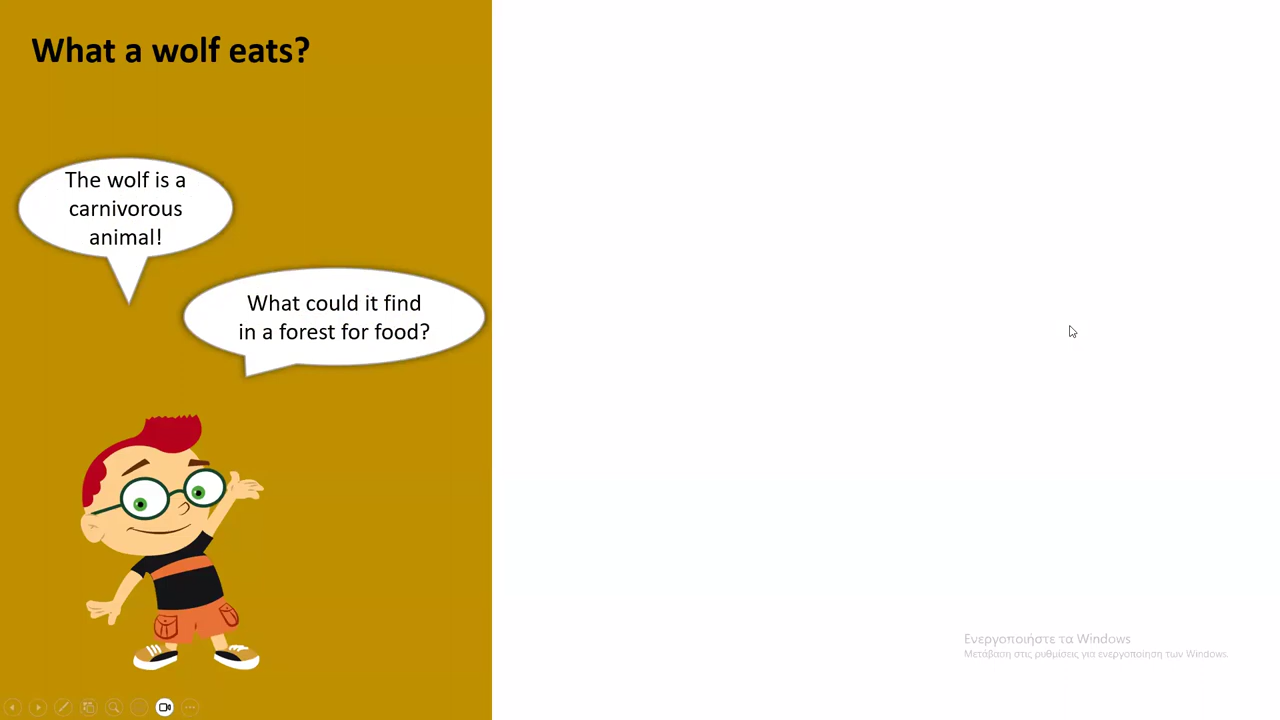 What a wolf eats?
The wolf is a
carnivorous
animal!
What could it find
in a forest for food?
Ενεργοποιήστε τα Windows
Μετάβαση στις ρυθμίσεις για ενεργοποίηση των Windows.